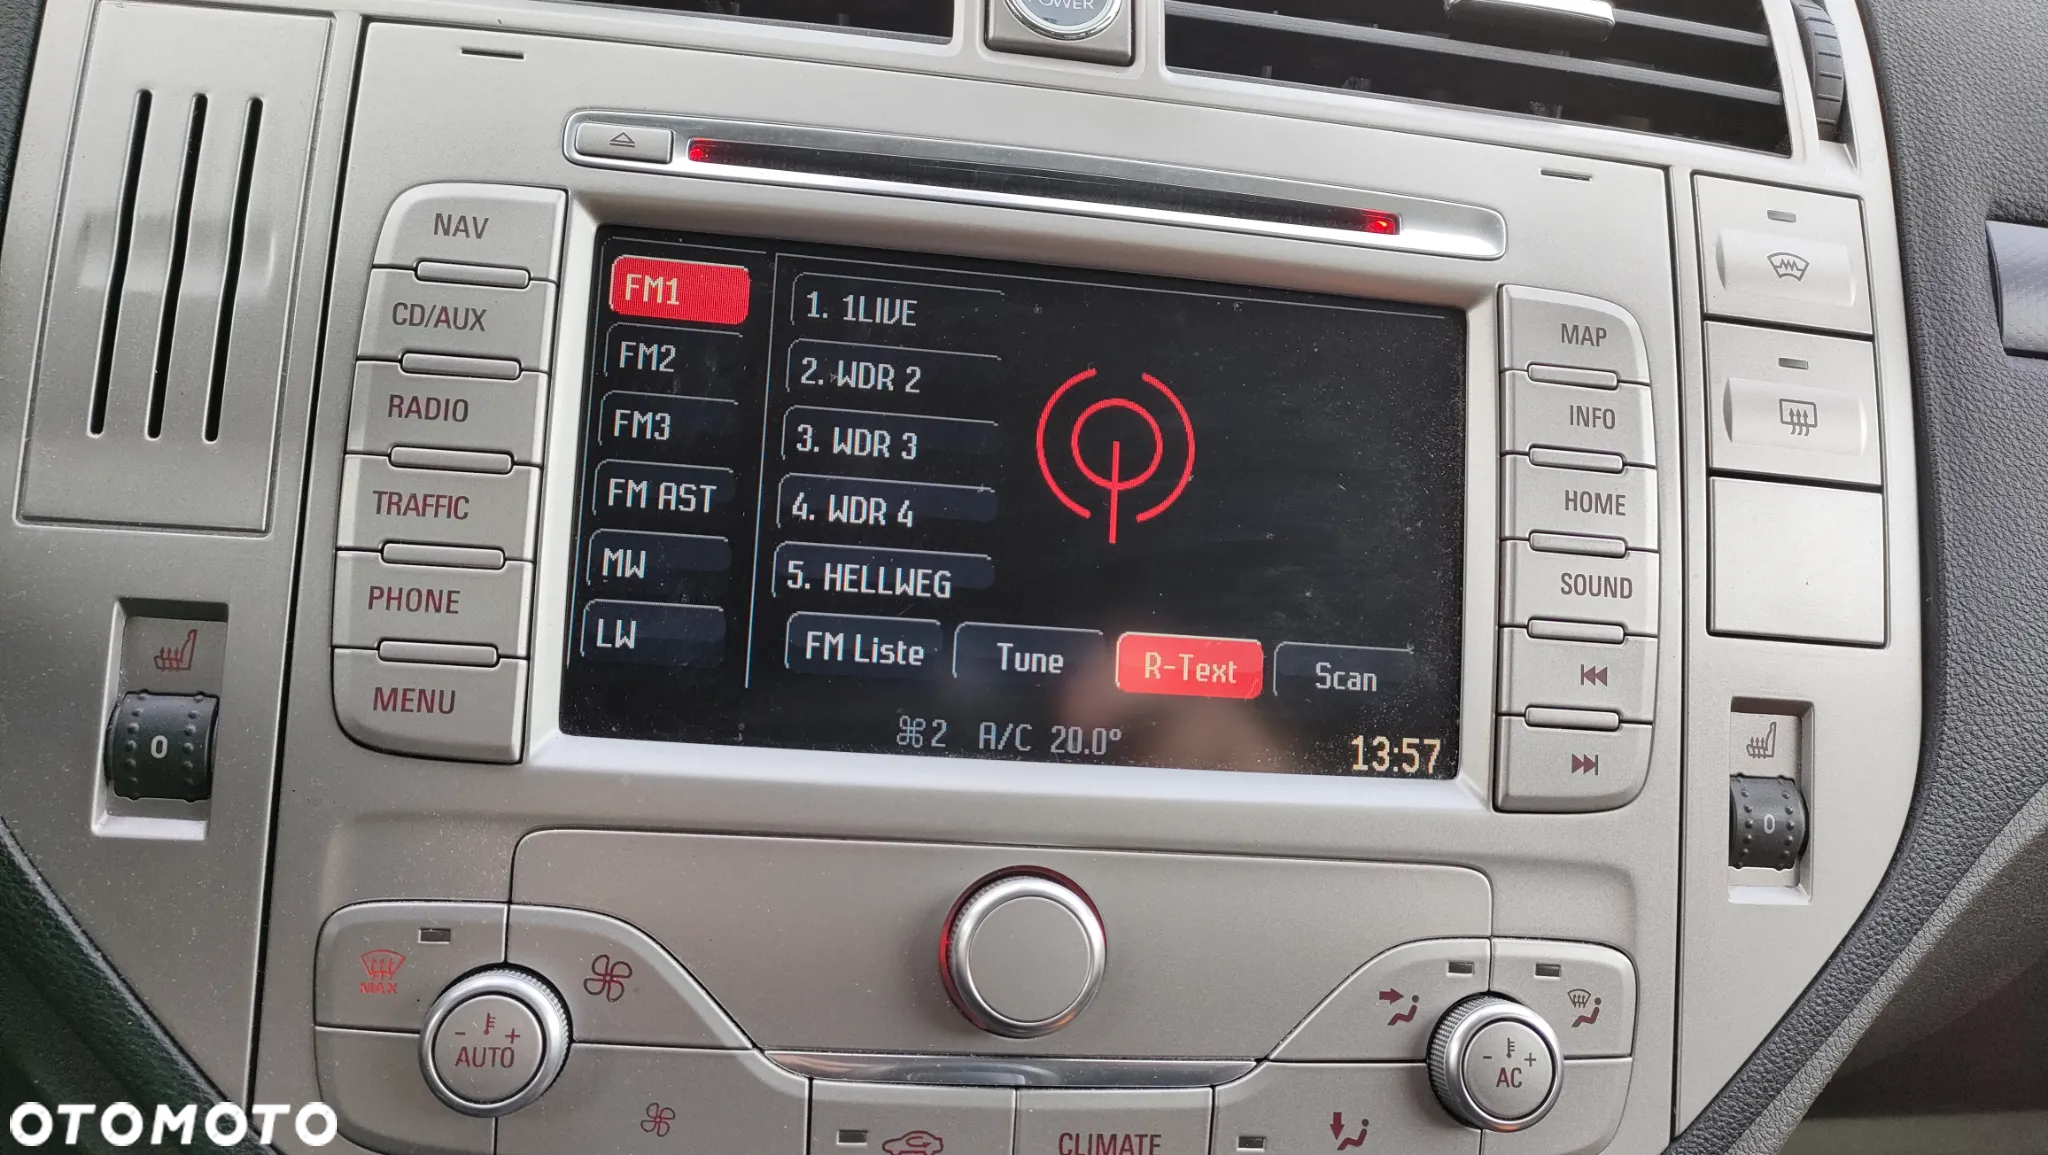 POWER
NAV
CD/AUX
RADIO
TRAFFIC
PHONE
MENU
FM1
FM2
FM3
FM AST
MW
LW
1. 1LIVE
2. WDR 2
3. WDR 3
4. WDR 4
5. HELLWEG
FM Liste
Tune
R-Text
Scan
2 A/C 20.0°
13:57
MAP
INFO
HOME
SOUND
0
0
MAX
- +
AUTO
- +
AC
CLIMATE
OTOMOTO